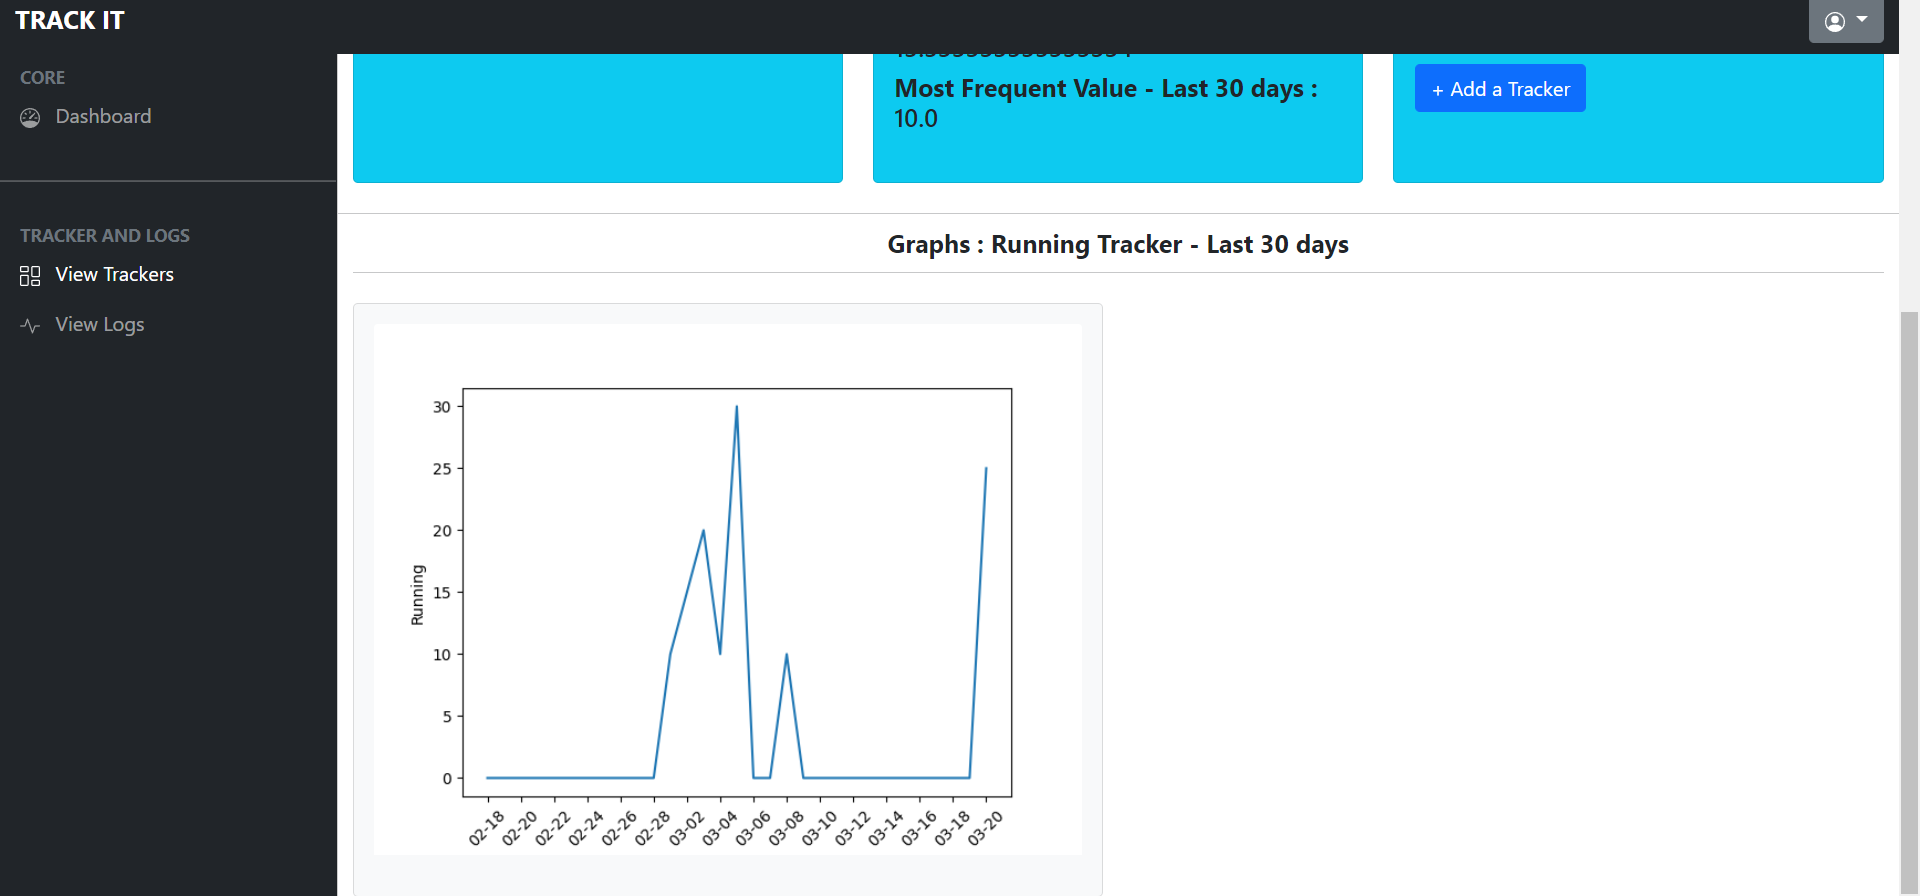 TRACK IT
CORE
Dashboard
TRACKER AND LOGS
View Trackers
View Logs
Most Frequent Value - Last 30 days :
10.0
+ Add a Tracker
Graphs : Running Tracker - Last 30 days
30
25
20
15
10
5
0
Running
02-18
02-20
02-22
02-24
02-26
02-28
03-02
03-04
03-06
03-08
03-10
03-12
03-14
03-16
03-18
03-20